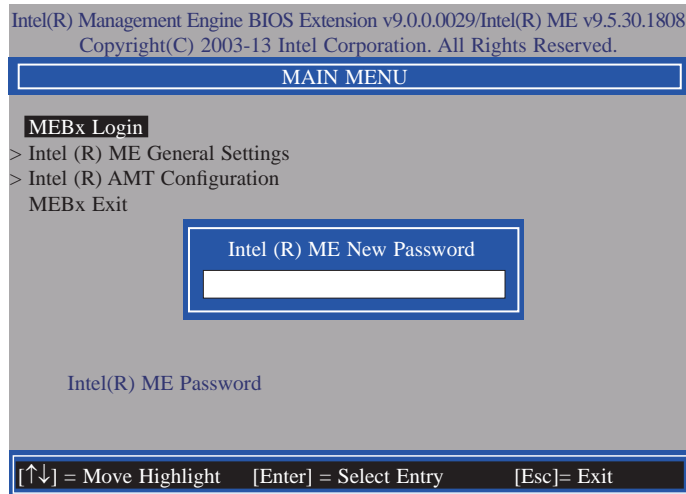 Intel(R) Management Engine BIOS Extension v9.0.0.0029/Intel(R) ME v9.5.30.1808
Copyright(C) 2003-13 Intel Corporation. All Rights Reserved.
MAIN MENU
MEBx Login
> Intel (R) ME General Settings
> Intel (R) AMT Configuration
MEBx Exit
Intel (R) ME New Password
Intel(R) ME Password
[↑↓] = Move Highlight [Enter] = Select Entry [Esc]= Exit